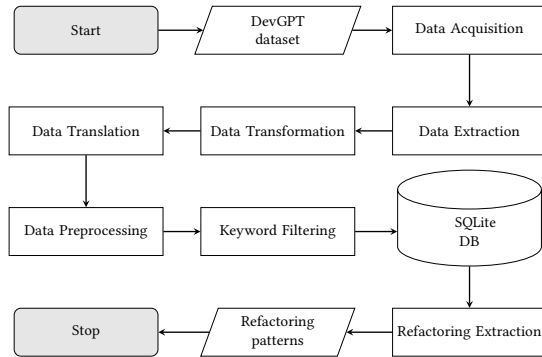 Start
DevGPT
dataset
Data Acquisition
Data Translation
Data Transformation
Data Extraction
Data Preprocessing
Keyword Filtering
SQLite
DB
Stop
Refactoring
patterns
Refactoring Extraction